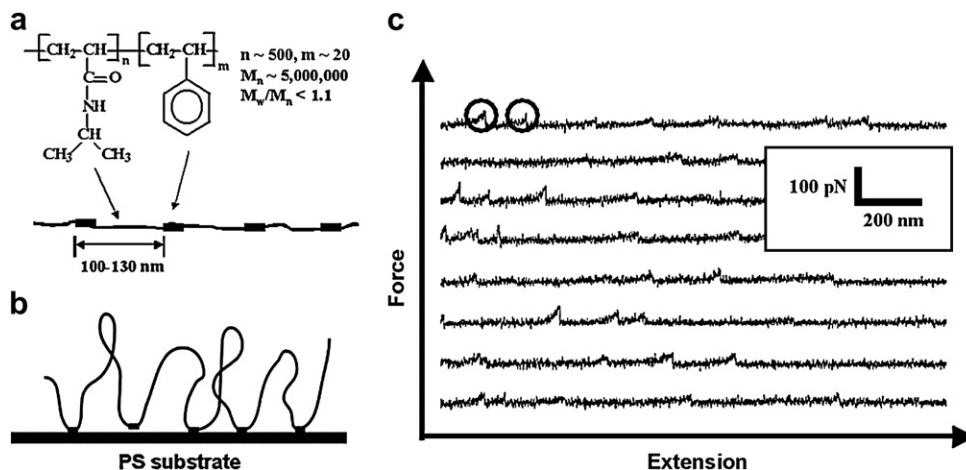 a
[CH₂-CH]n [CH₂-CH]m
C=O
NH
CH
CH₃ CH₃
n ~ 500, m ~ 20
Mn ~ 5,000,000
Mw/Mn < 1.1
100-130 nm
b
PS substrate
c
Force
100 pN
200 nm
Extension